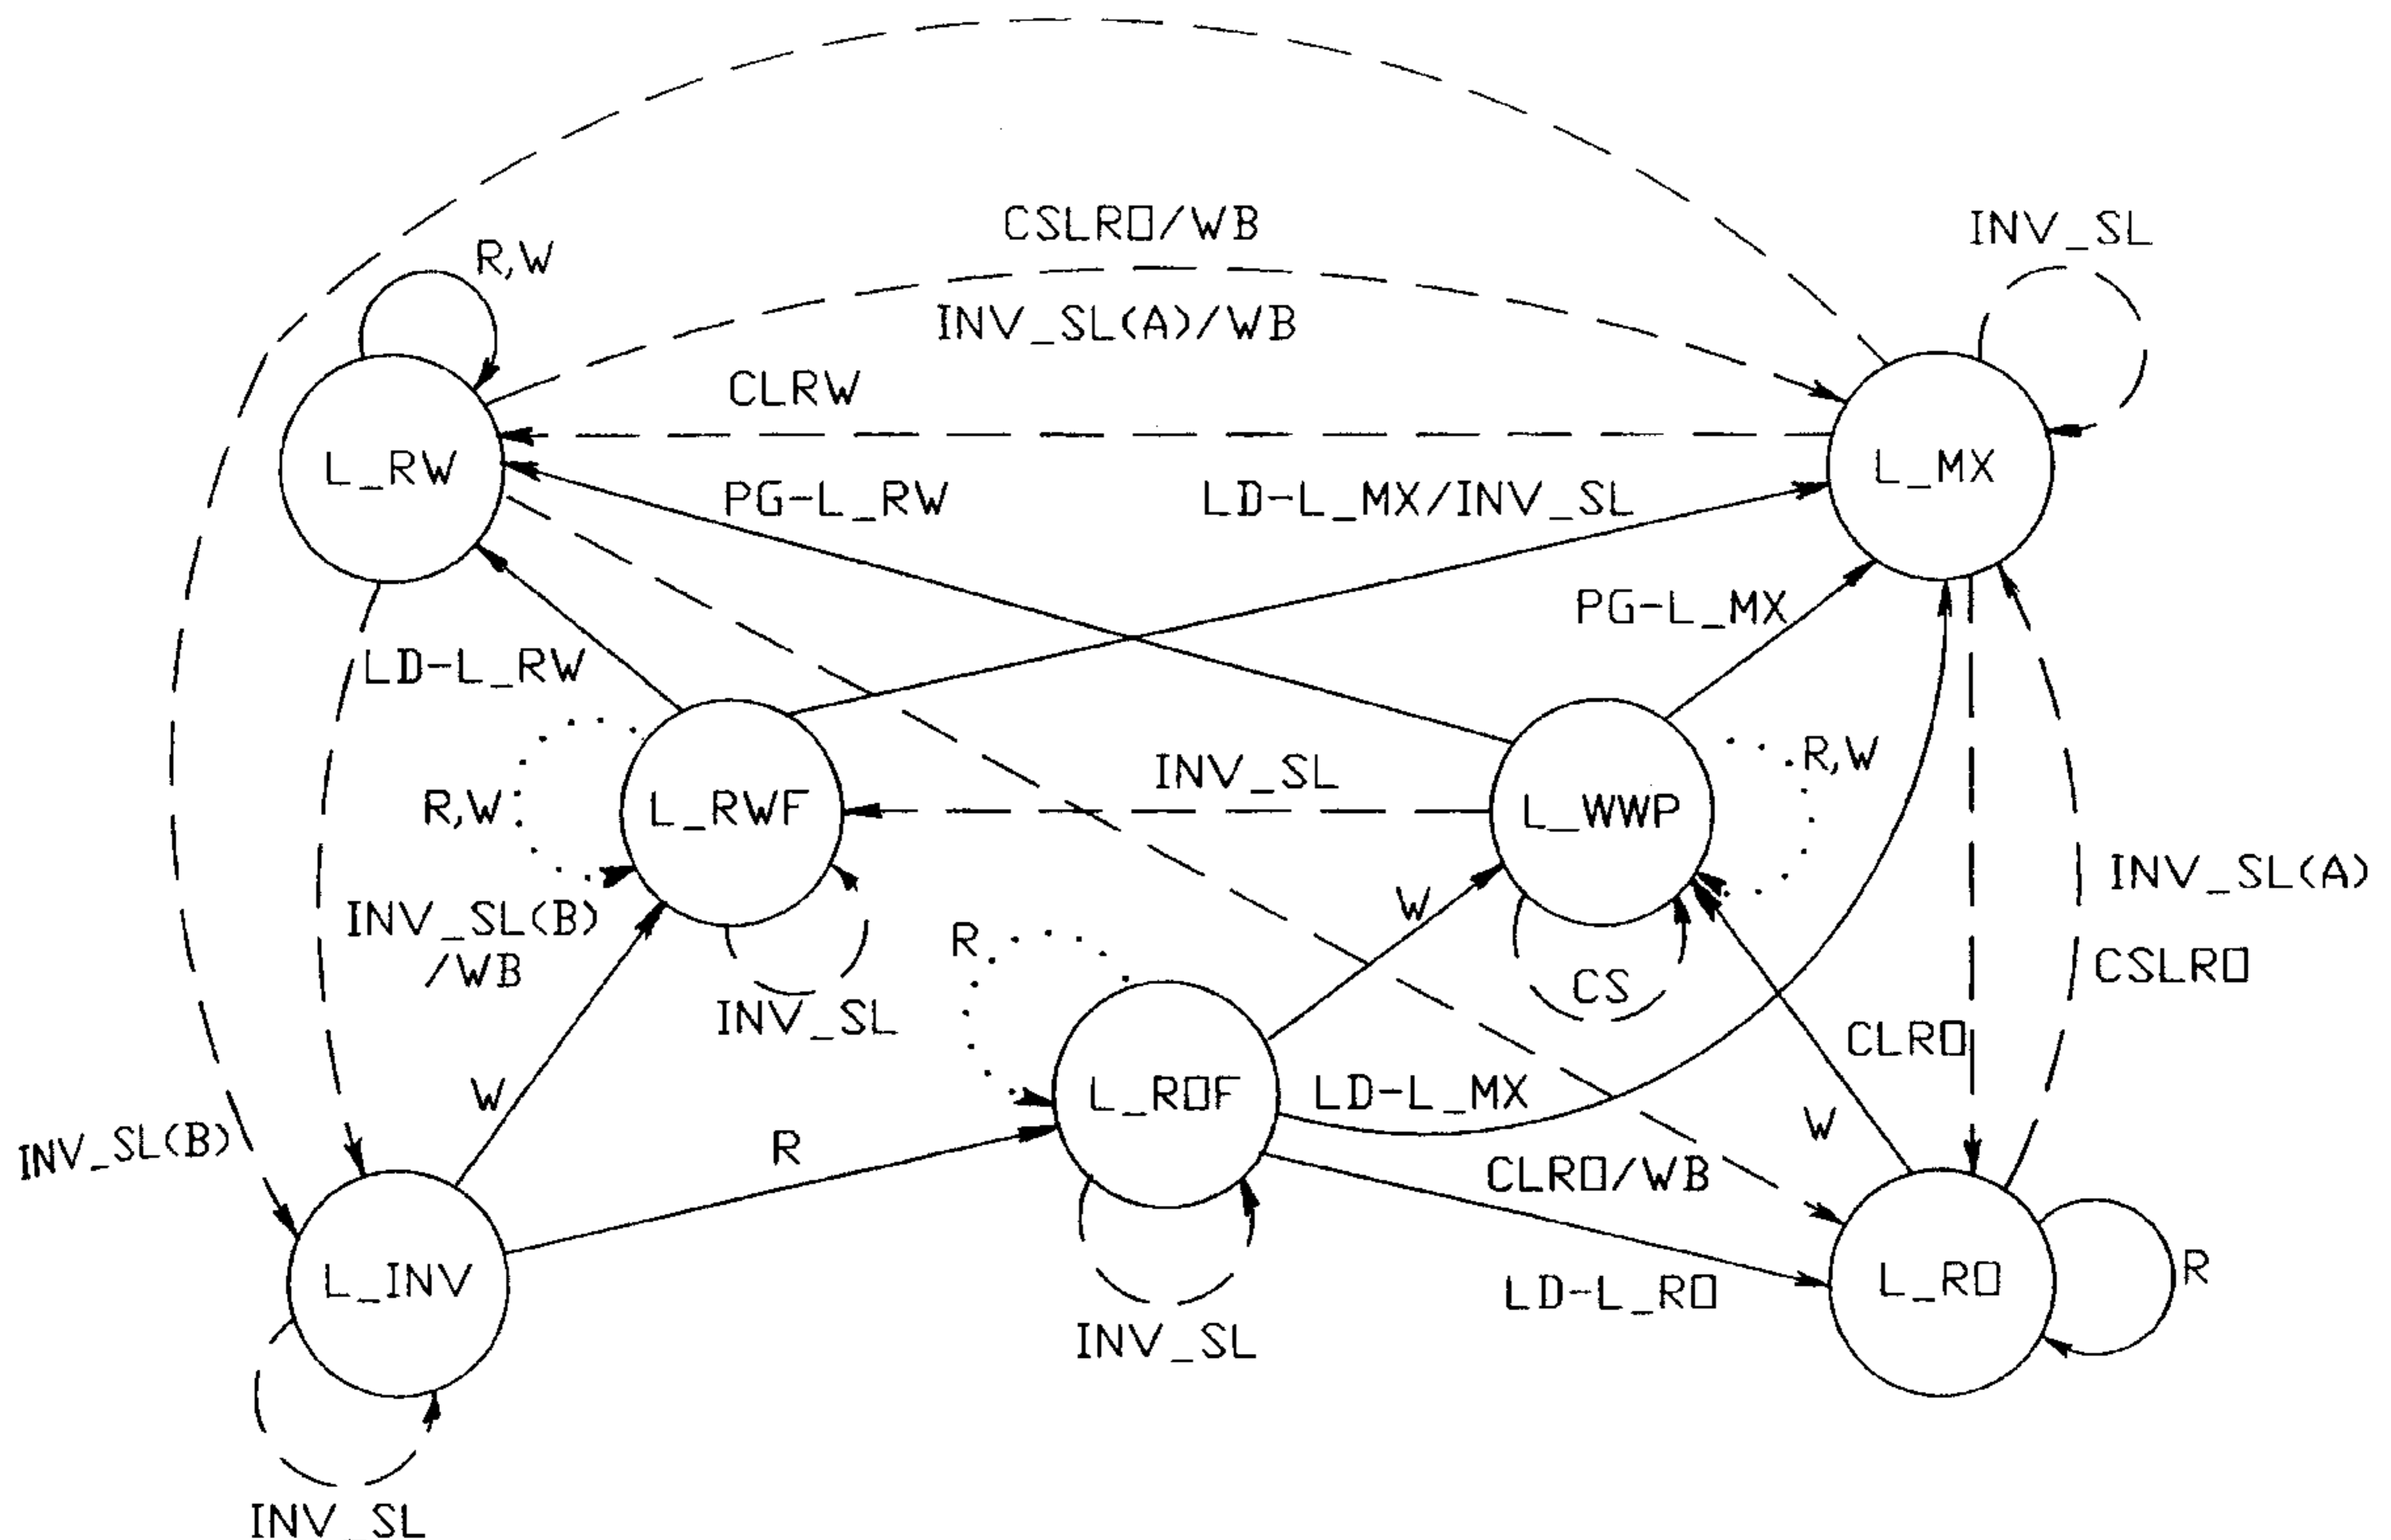 CSLRO/WB
INV_SL
R,W
INV_SL(A)/WB
CLRW
L_RW
L_MX
PG-L_RW
LD-L_MX/INV_SL
PG-L_MX
LD-L_RW
R,W
INV_SL
R,W
L_RWF
L_WWP
INV_SL(A)
W
INV_SL(B)
/WB
R
CSLRO
CS
INV_SL
CLRO
W
L_ROF
LD-L_MX
W
INV_SL(B)
R
CLRO/WB
L_INV
L_RO
R
LD-L_RO
INV_SL
INV_SL